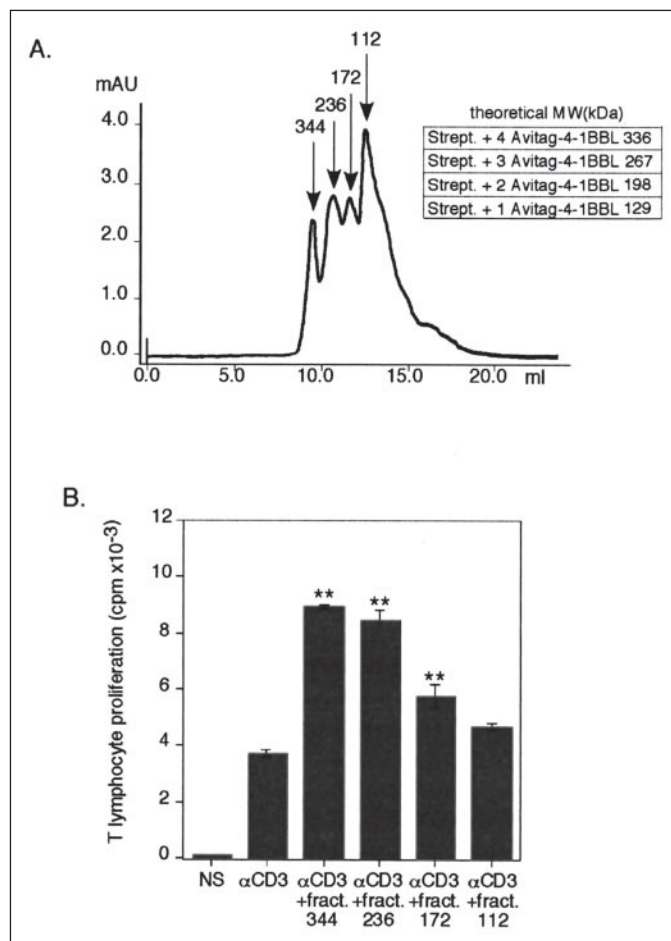 A.
112
mAU
172
236
344
4.0
3.0
2.0
1.0
0.0
theoretical MW(kDa)
Strept. + 4 Avitag-4-1BBL 336
Strept. + 3 Avitag-4-1BBL 267
Strept. + 2 Avitag-4-1BBL 198
Strept. + 1 Avitag-4-1BBL 129
0.0 5.0 10.0 15.0 20.0 ml
B.
T lymphocyte proliferation (cpm x10-3)
12
10
8
6
4
2
0
** ** **
NS αCD3 αCD3 αCD3 αCD3 αCD3
+fract. +fract. +fract. +fract.
344 236 172 112